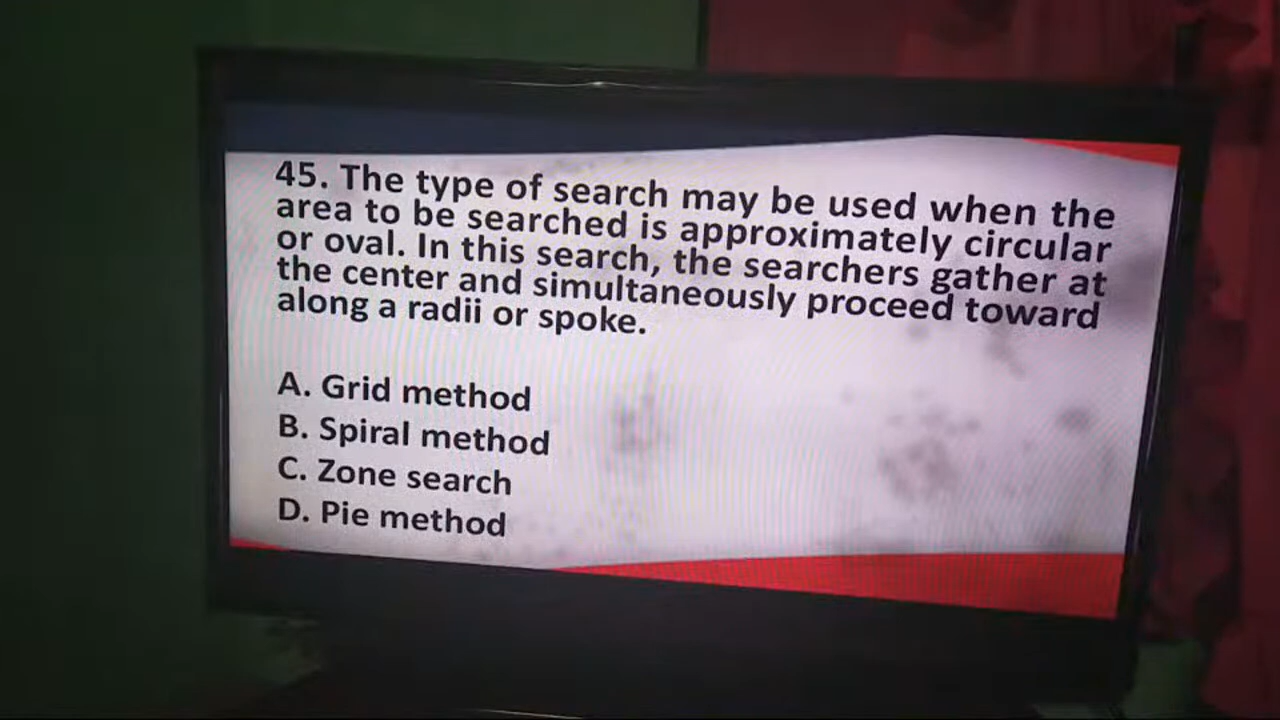 45. The type of search may be used when the
area to be searched is approximately circular
or oval. In this search, the searchers gather at
the center and simultaneously proceed toward
along a radii or spoke.
A. Grid method
B. Spiral method
C. Zone search
D. Pie method